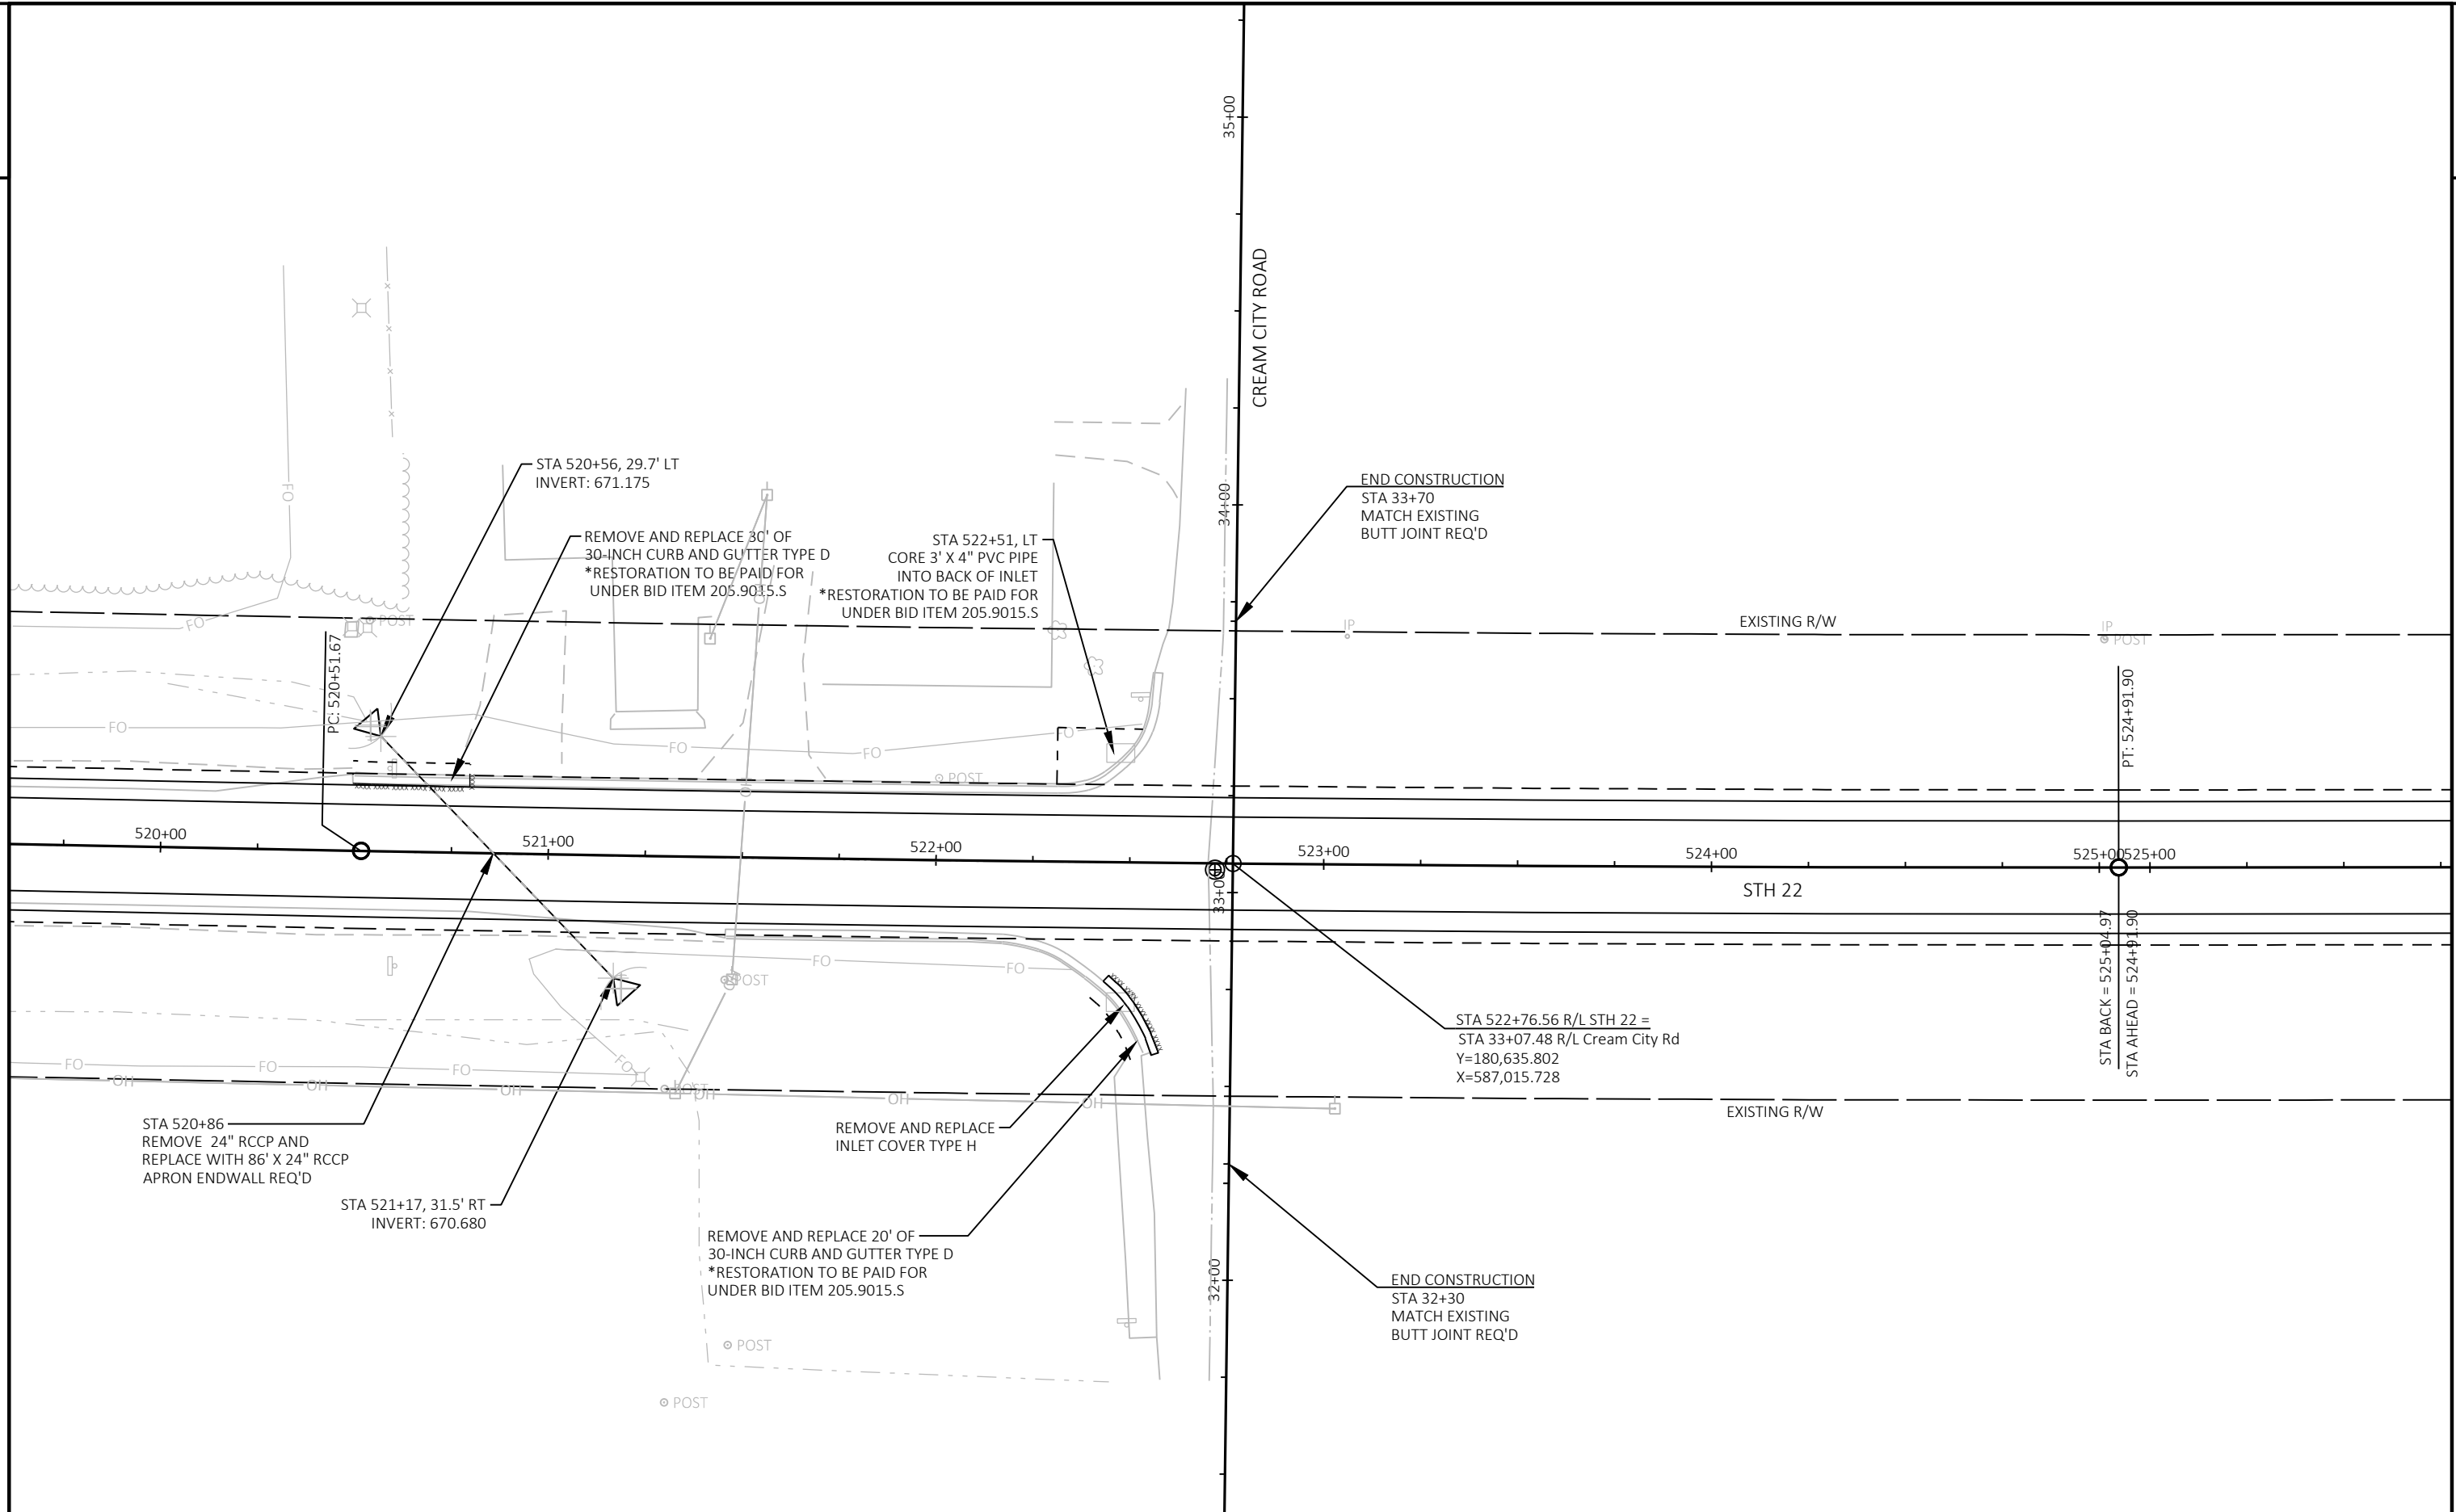 35+00
CREAM CITY ROAD
34+00
33+00
32+00
STA 520+56, 29.7' LT
INVERT: 671.175
REMOVE AND REPLACE 30' OF
30-INCH CURB AND GUTTER TYPE D
*RESTORATION TO BE PAID FOR
UNDER BID ITEM 205.9015.S
STA 522+51, LT
CORE 3' X 4" PVC PIPE
INTO BACK OF INLET
*RESTORATION TO BE PAID FOR
UNDER BID ITEM 205.9015.S
END CONSTRUCTION
STA 33+70
MATCH EXISTING
BUTT JOINT REQ'D
FO
FO
POST
IP
EXISTING R/W
IP
POST
PC: 520+51.67
PT: 524+91.90
FO
FO
FO
FO
POST
OH
OH
520+00
521+00
522+00
523+00
524+00
525+00
525+00
STH 22
STA BACK = 525+04.97
STA AHEAD = 524+91.90
FO
FO
POST
STA 522+76.56 R/L STH 22 =
STA 33+07.48 R/L Cream City Rd
Y=180,635.802
X=587,015.728
FO
FO
FO
FO
OH
OH
OH
POST
OH
OH
OH
EXISTING R/W
STA 520+86
REMOVE 24" RCCP AND
REPLACE WITH 86' X 24" RCCP
APRON ENDWALL REQ'D
STA 521+17, 31.5' RT
INVERT: 670.680
REMOVE AND REPLACE
INLET COVER TYPE H
REMOVE AND REPLACE 20' OF
30-INCH CURB AND GUTTER TYPE D
*RESTORATION TO BE PAID FOR
UNDER BID ITEM 205.9015.S
END CONSTRUCTION
STA 32+30
MATCH EXISTING
BUTT JOINT REQ'D
POST
POST